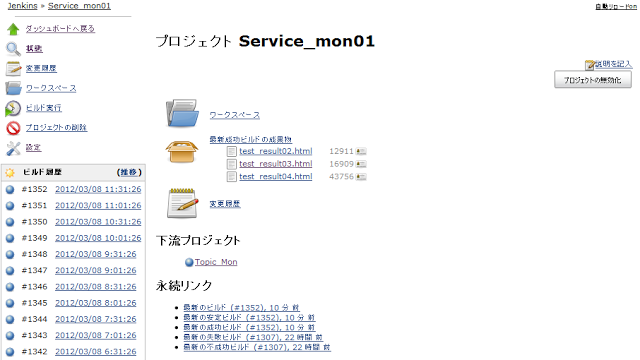 Jenkins » Service_mon01
自動リロードon
ダッシュボードへ戻る
状態
変更履歴
ワークスペース
ビルド実行
プロジェクトの削除
設定
ビルド履歴 (推移)
#1352 2012/03/08 11:31:26
#1351 2012/03/08 11:01:26
#1350 2012/03/08 10:31:26
#1349 2012/03/08 10:01:26
#1348 2012/03/08 9:31:26
#1347 2012/03/08 9:01:26
#1346 2012/03/08 8:31:26
#1345 2012/03/08 8:01:26
#1344 2012/03/08 7:31:26
#1343 2012/03/08 7:01:26
#1342 2012/03/08 6:31:26
プロジェクト Service_mon01
説明を記入
プロジェクトの無効化
ワークスペース
最新成功ビルドの成果物
test_result02.html 12911
test_result03.html 16909
test_result04.html 43756
変更履歴
下流プロジェクト
Topic_Mon
永続リンク
最新のビルド (#1352), 10 分 前
最新の安定ビルド (#1352), 10 分 前
最新の成功ビルド (#1352), 10 分 前
最新の失敗ビルド (#1307), 22 時間 前
最新の不成功ビルド (#1307), 22 時間 前